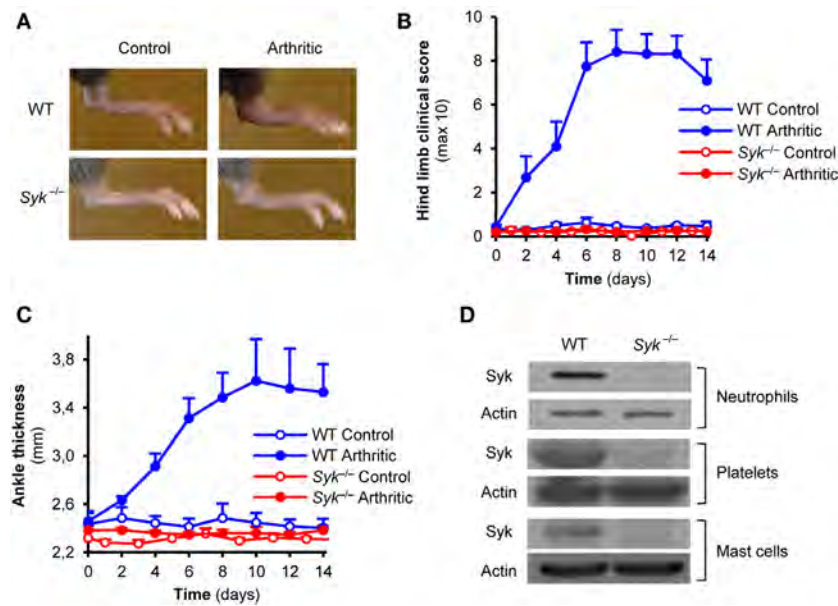 A
Control Arthritic
WT
Syk⁻/⁻
B
Hind limb clinical score
(max 10)
10
8
6
4
2
0
0 2 4 6 8 10 12 14
Time (days)
WT Control
WT Arthritic
Syk⁻/⁻ Control
Syk⁻/⁻ Arthritic
C
Ankle thickness
(mm)
3,8
3,4
3,0
2,6
2,2
0 2 4 6 8 10 12 14
Time (days)
WT Control
WT Arthritic
Syk⁻/⁻ Control
Syk⁻/⁻ Arthritic
D
WT Syk⁻/⁻
Syk
Actin
Neutrophils
Syk
Actin
Platelets
Syk
Actin
Mast cells